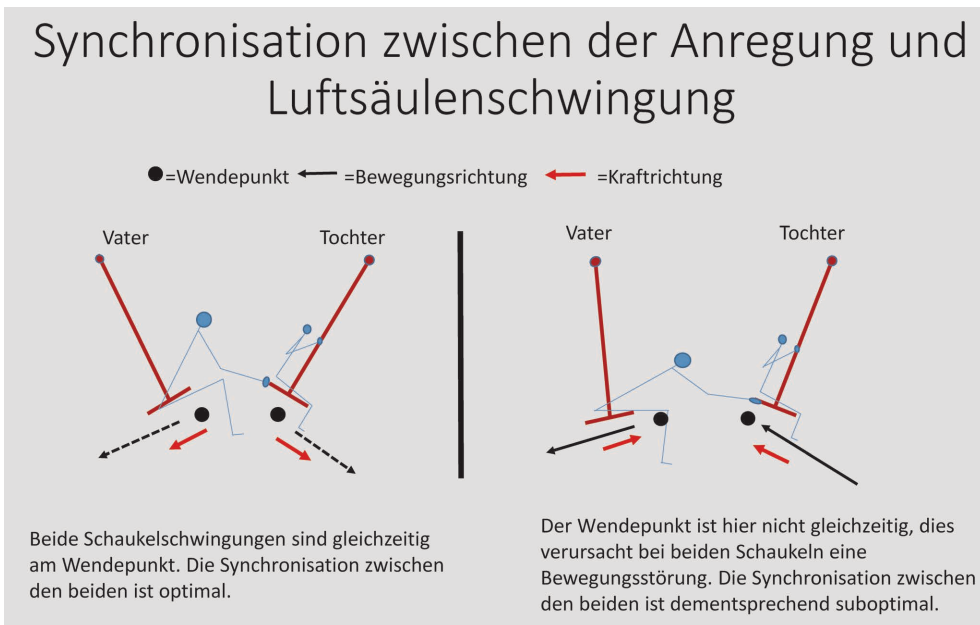 Synchronisation zwischen der Anregung und
Luftsäulenschwingung
=Wendepunkt =Bewegungsrichtung =Kraftrichtung
Vater Tochter
Vater Tochter
Beide Schaukelschwingungen sind gleichzeitig
am Wendepunkt. Die Synchronisation zwischen
den beiden ist optimal.
Der Wendepunkt ist hier nicht gleichzeitig, dies
verursacht bei beiden Schaukeln eine
Bewegungsstörung. Die Synchronisation zwischen
den beiden ist dementsprechend suboptimal.